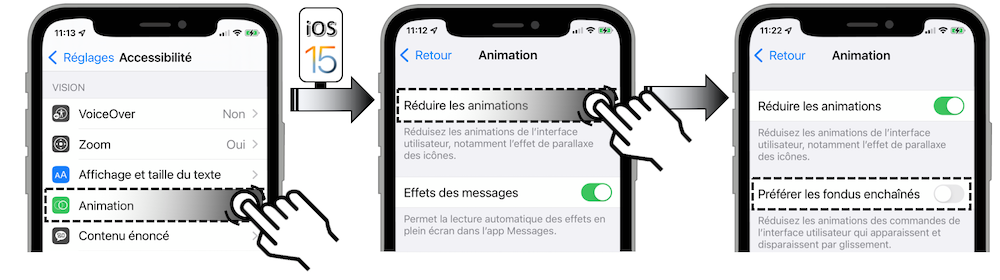 11:13
Réglages Accessibilité
VISION
VoiceOver Non
Zoom Oui
AA Affichage et taille du texte
Animation
Contenu énoncé
iOS
15
11:12
Retour Animation
Réduire les animations
Réduisez les animations de l'interface
utilisateur, notamment l'effet de parallaxe
des icônes.
Effets des messages
Permet la lecture automatique des effets en
plein écran dans l'app Messages.
11:22
Retour Animation
Réduire les animations
Réduisez les animations de l'interface
utilisateur, notamment l'effet de parallaxe
des icônes.
Préférer les fondus enchaînés
Réduisez les animations des commandes de
l'interface utilisateur qui apparaissent et
disparaissent par glissement.